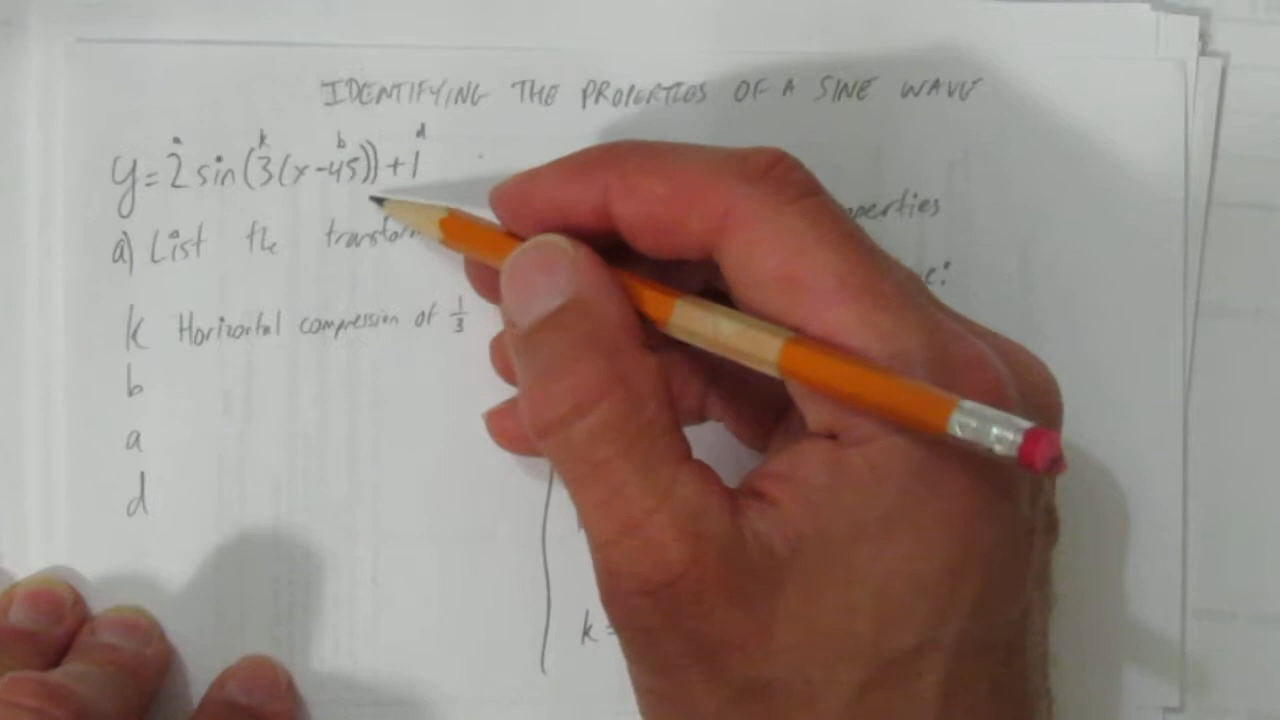 IDENTIFYING THE PROPERTIES OF A SINE WAVE
a k b d
y=2 sin(3(x-45))+1
a) List the
k Horizontal compression of 1/3
b
a
d
k=